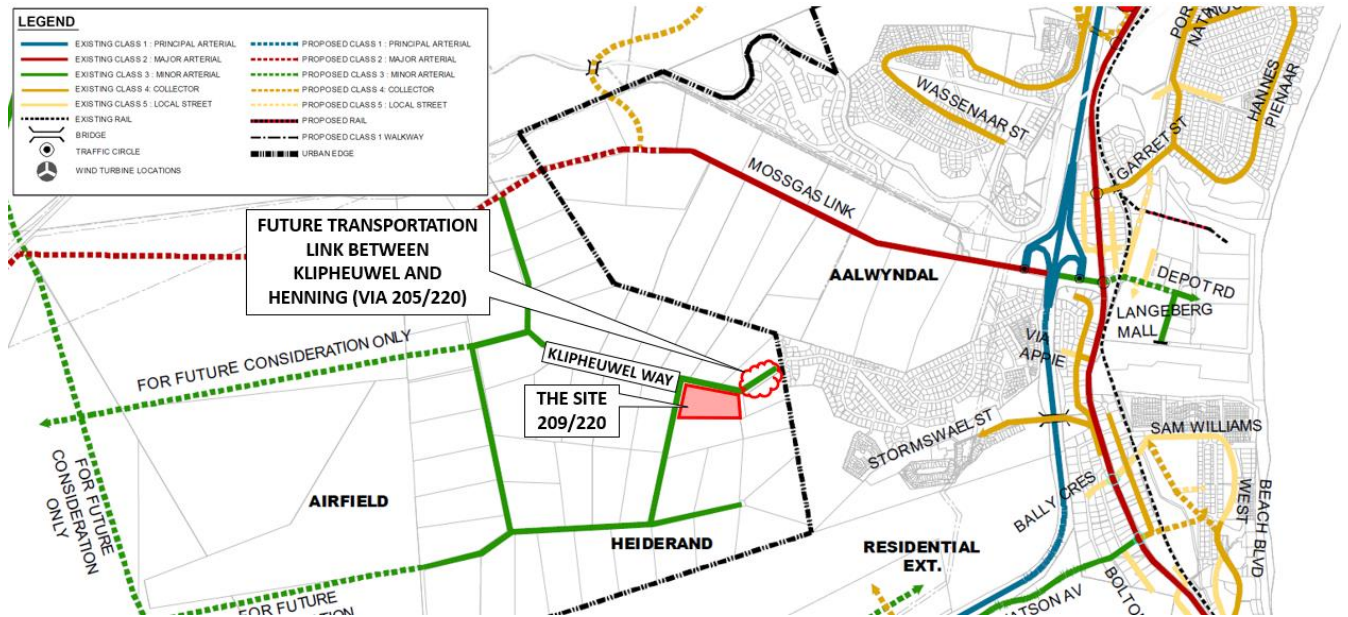 LEGEND
EXISTING CLASS 1 : PRINCIPAL ARTERIAL
EXISTING CLASS 2 : MAJOR ARTERIAL
EXISTING CLASS 3 : MINOR ARTERIAL
EXISTING CLASS 4: COLLECTOR
EXISTING CLASS 5 : LOCAL STREET
EXISTING RAIL
BRIDGE
TRAFFIC CIRCLE
WIND TURBINE LOCATIONS
PROPOSED CLASS 1 : PRINCIPAL ARTERIAL
PROPOSED CLASS 2 : MAJOR ARTERIAL
PROPOSED CLASS 3 : MINOR ARTERIAL
PROPOSED CLASS 4: COLLECTOR
PROPOSED CLASS 5 : LOCAL STREET
PROPOSED RAIL
PROPOSED CLASS 1 WALKWAY
URBAN EDGE
WASSENAAR ST
HANNES
PIENAAR
GARRET ST
MOSSGAS LINK
FUTURE TRANSPORTATION
LINK BETWEEN
KLIPHEUWEL AND
HENNING (VIA 205/220)
AALWYNDAL
DEPOT RD
LANGEBERG
MALL
VIA
APPIE
FOR FUTURE CONSIDERATION ONLY
KLIPHEUWEL WAY
THE SITE
209/220
STORMSWAEL ST
SAM WILLIAMS
BALLY CRES
WEST
BEACH BLVD
FOR FUTURE
CONSIDERATION
ONLY
AIRFIELD
HEIDERAND
RESIDENTIAL
EXT.
FOR FUTURE